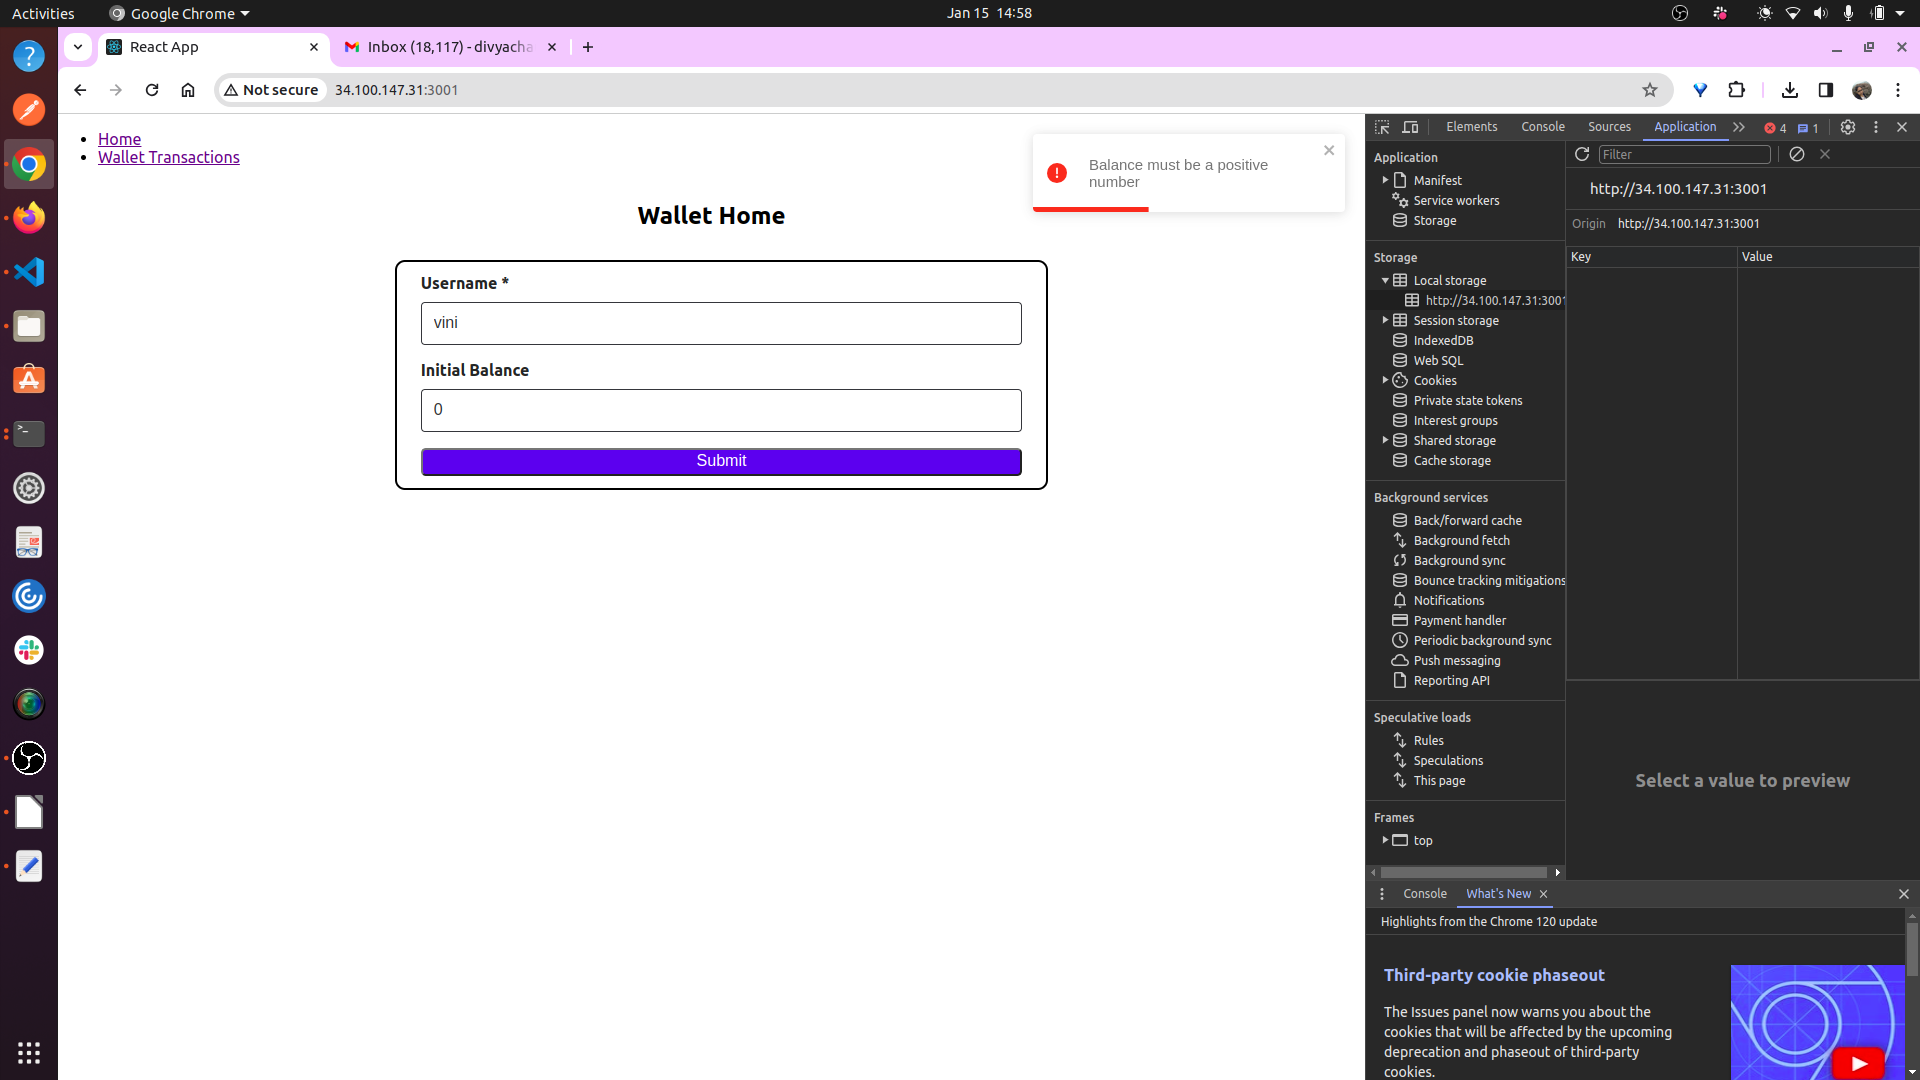 Activities
Google Chrome
Jan 15 14:58
React App
Inbox (18,117) - divyacha
Not secure
34.100.147.31:3001
Home
Wallet Transactions
Balance must be a positive
number
Wallet Home
Username *
vini
Initial Balance
0
Submit
Elements
Console
Sources
Application
4
1
Application
Manifest
Service workers
Storage
Storage
Local storage
http://34.100.147.31:3001
Session storage
IndexedDB
Web SQL
Cookies
Private state tokens
Interest groups
Shared storage
Cache storage
Background services
Back/forward cache
Background fetch
Background sync
Bounce tracking mitigations
Notifications
Payment handler
Periodic background sync
Push messaging
Reporting API
Speculative loads
Rules
Speculations
This page
Frames
top
Filter
http://34.100.147.31:3001
Origin http://34.100.147.31:3001
Key
Value
Select a value to preview
Console
What's New
Highlights from the Chrome 120 update
Third-party cookie phaseout
The Issues panel now warns you about the
cookies that will be affected by the upcoming
deprecation and phaseout of third-party
cookies.